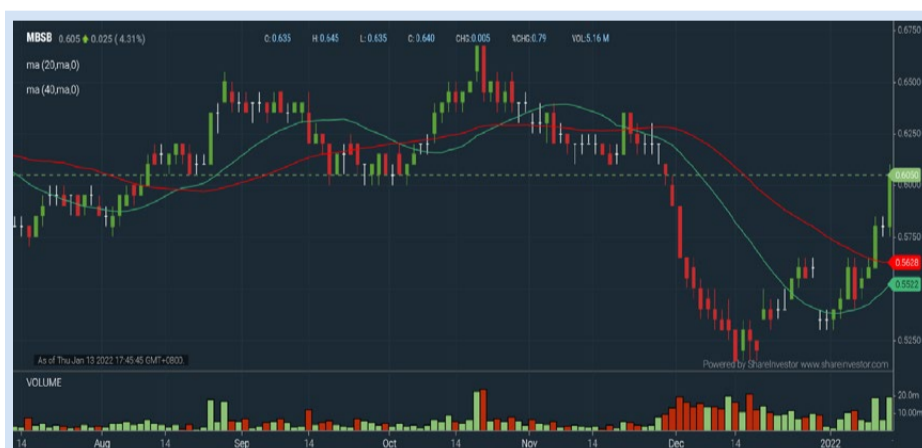 MBSB 0.605 0.025 ( 4.31%) O: 0.635 H: 0.645 L: 0.635 C: 0.640 CHG:0.005 %CHG:0.79 VOL:5.16 M
ma (20,ma,0)
ma (40,ma,0)
0.6750
0.6500
0.6250
0.6050
0.6000
0.5750
0.5628
0.5522
0.5250
As of Thu Jan 13 2022 17:45:45 GMT+0800.
Powered by ShareInvestor www.shareinvestor.com
VOLUME
20.0m
10.00m
14 Aug 14 Sep 14 Oct 14 Nov 14 Dec 14 2022